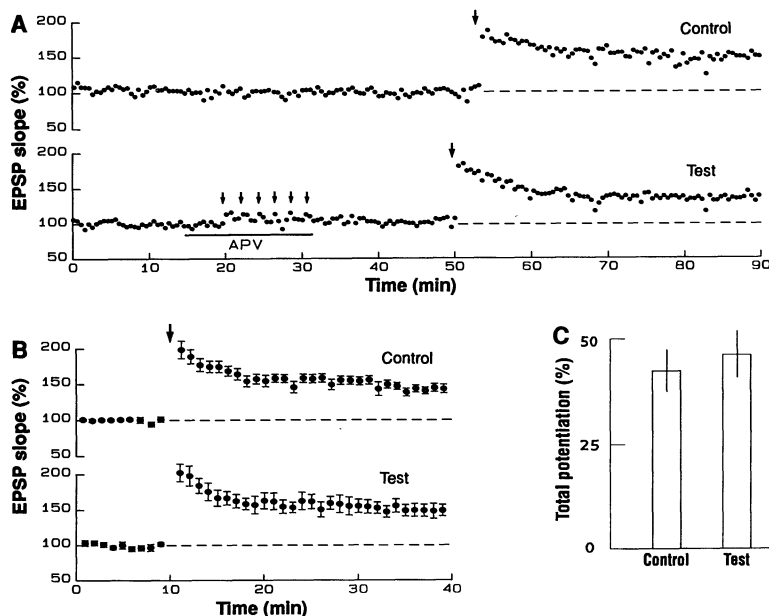 A
EPSP slope (%)
200
150
100
50
Control
200
150
100
50
Test
APV
0 10 20 30 40 50 60 70 80 90
Time (min)
B
EPSP slope (%)
200
150
100
50
Control
200
150
100
50
Test
0 10 20 30 40
Time (min)
C
Total potentiation (%)
50
25
0
Control Test